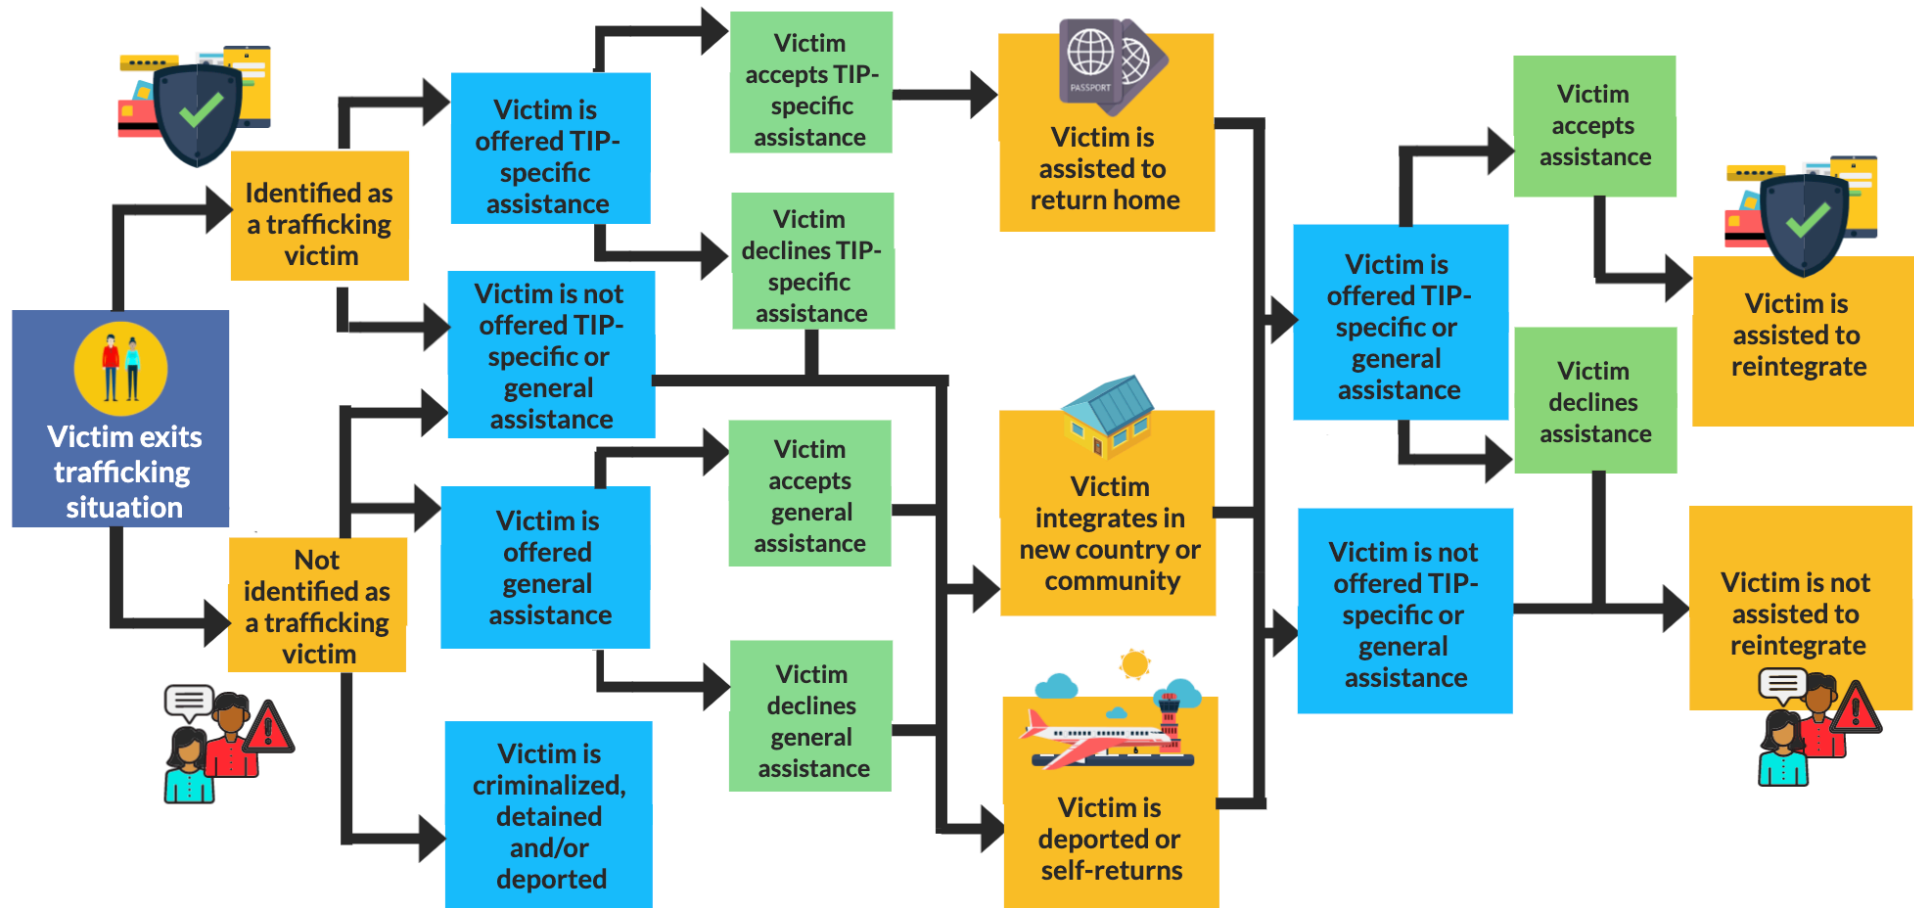 Victim exits
trafficking
situation
Identified as
a trafficking
victim
Not
identified as
a trafficking
victim
Victim is
offered TIP-
specific
assistance
Victim is not
offered TIP-
specific or
general
assistance
Victim is
offered
general
assistance
Victim is
criminalized,
detained
and/or
deported
Victim
accepts TIP-
specific
assistance
Victim
declines TIP-
specific
assistance
Victim
accepts
general
assistance
Victim
declines
general
assistance
PASSPORT
Victim is
assisted to
return home
Victim
integrates in
new country or
community
Victim is
deported or
self-returns
Victim is
offered TIP-
specific or
general
assistance
Victim is not
offered TIP-
specific or
general
assistance
Victim
accepts
assistance
Victim
declines
assistance
Victim is
assisted to
reintegrate
Victim is not
assisted to
reintegrate